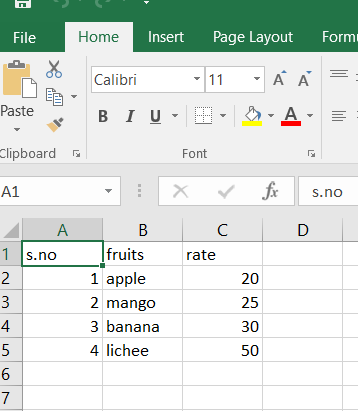 File Home Insert Page Layout Formu
Calibri 11 A A
Paste B I U A
Clipboard Font
A1 fx s.no
A B C D
1 s.no fruits rate
2 1 apple 20
3 2 mango 25
4 3 banana 30
5 4 lichee 50
6
7